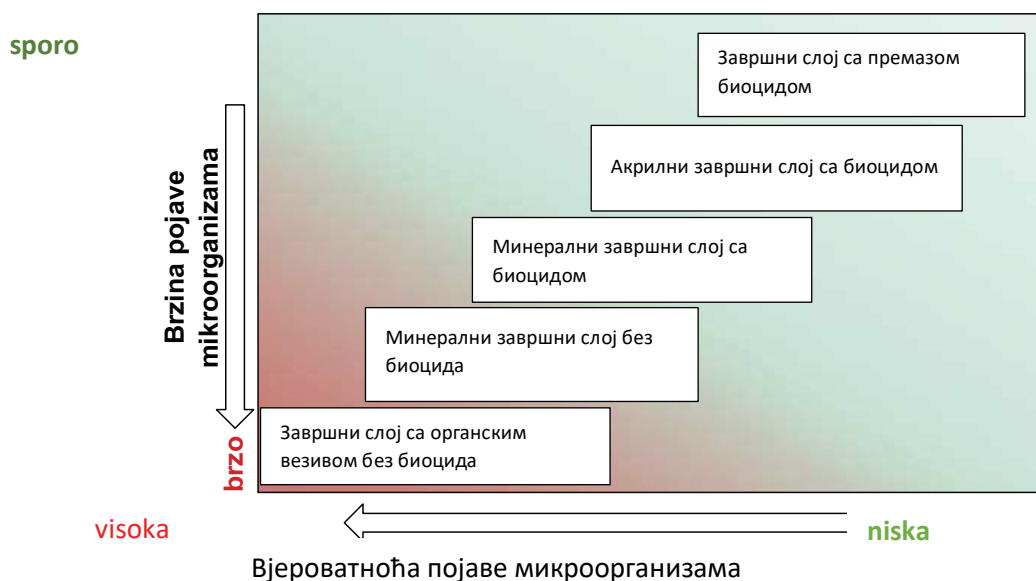 sporo
Завршни слој са премазом
биоцидом
Акрилни завршни слој са биоцидом
Brzina pojave
mikroorganizama
Минерални завршни слој са
биоцидом
Минерални завршни слој без
биоцида
Завршни слој са органским
везивом без биоцида
brzo
visoka
niska
Вјероватноћа појаве микроорганизама